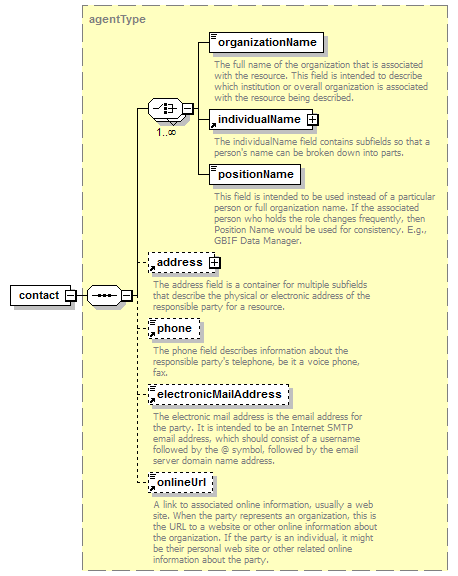 agentType
organizationName
The full name of the organization that is associated
with the resource. This field is intended to describe
which institution or overall organization is associated
with the resource being described.
1..∞
individualName
The individualName field contains subfields so that a
person's name can be broken down into parts.
positionName
This field is intended to be used instead of a particular
person or full organization name. If the associated
person who holds the role changes frequently, then
Position Name would be used for consistency. E.g.,
GBIF Data Manager.
address
The address field is a container for multiple subfields
that describe the physical or electronic address of the
responsible party for a resource.
contact
phone
The phone field describes information about the
responsible party's telephone, be it a voice phone,
fax.
electronicMailAddress
The electronic mail address is the email address for
the party. It is intended to be an Internet SMTP
email address, which should consist of a username
followed by the @ symbol, followed by the email
server domain name address.
onlineUrl
A link to associated online information, usually a web
site. When the party represents an organization, this is
the URL to a website or other online information about
the organization. If the party is an individual, it might
be their personal web site or other related online
information about the party.